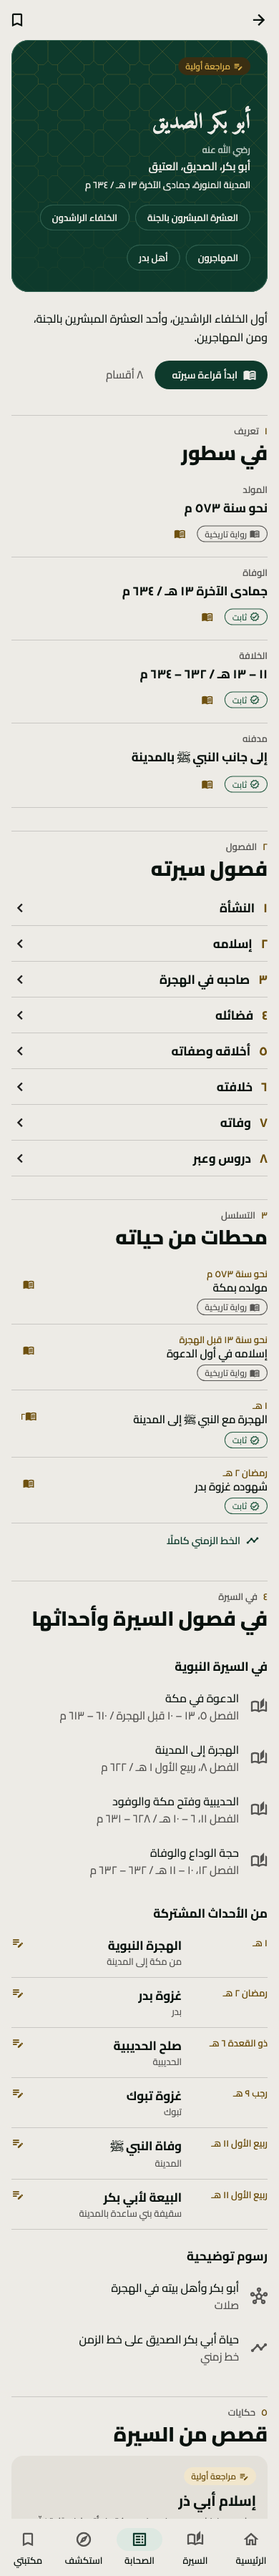 مراجعة أولية
أبو بكر الصديق
رضي الله عنه
أبو بكر، الصديق، العتيق
المدينة المنورة، جمادى الآخرة ١٣ هـ / ٦٣٤ م
العشرة المبشرون بالجنة
الخلفاء الراشدون
المهاجرون
أهل بدر
أول الخلفاء الراشدين، وأحد العشرة المبشرين بالجنة،
ومن المهاجرين.
ابدأ قراءة سيرته
٨ أقسام
١ تعريف
في سطور
المولد
نحو سنة ٥٧٣ م
رواية تاريخية
الوفاة
جمادى الآخرة ١٣ هـ / ٦٣٤ م
ثابت
الخلافة
١١ – ١٣ هـ / ٦٣٢ – ٦٣٤ م
ثابت
مدفنه
إلى جانب النبي ﷺ بالمدينة
ثابت
٢ الفصول
فصول سيرته
١ النشأة
٢ إسلامه
٣ صاحبه في الهجرة
٤ فضائله
٥ أخلاقه وصفاته
٦ خلافته
٧ وفاته
٨ دروس وعبر
٣ التسلسل
محطات من حياته
نحو سنة ٥٧٣ م
مولده بمكة
رواية تاريخية
نحو سنة ١٣ قبل الهجرة
إسلامه في أول الدعوة
رواية تاريخية
١ هـ
الهجرة مع النبي ﷺ إلى المدينة
٢
ثابت
رمضان ٢ هـ
شهوده غزوة بدر
ثابت
الخط الزمني كاملًا
٤ في السيرة
في فصول السيرة وأحداثها
في السيرة النبوية
الدعوة في مكة
الفصل ٥، ١٣ – ١٠ قبل الهجرة / ٦١٠ – ٦١٣ م
الهجرة إلى المدينة
الفصل ٨، ربيع الأول ١ هـ / ٦٢٢ م
الحديبية وفتح مكة والوفود
الفصل ١١، ٦ – ١٠ هـ / ٦٢٨ – ٦٣١ م
حجة الوداع والوفاة
الفصل ١٢، ١٠ – ١١ هـ / ٦٣٢ – ٦٣٢ م
من الأحداث المشتركة
١ هـ
الهجرة النبوية
من مكة إلى المدينة
رمضان ٢ هـ
غزوة بدر
بدر
ذو القعدة ٦ هـ
صلح الحديبية
الحديبية
رجب ٩ هـ
غزوة تبوك
تبوك
ربيع الأول ١١ هـ
وفاة النبي ﷺ
المدينة
ربيع الأول ١١ هـ
البيعة لأبي بكر
سقيفة بني ساعدة بالمدينة
رسوم توضيحية
أبو بكر وأهل بيته في الهجرة
صلات
حياة أبي بكر الصديق على خط الزمن
خط زمني
٥ حكايات
قصص من السيرة
مراجعة أولية
إسلام أبي ذر
الرئيسية
السيرة
الصحابة
استكشف
مكتبتي